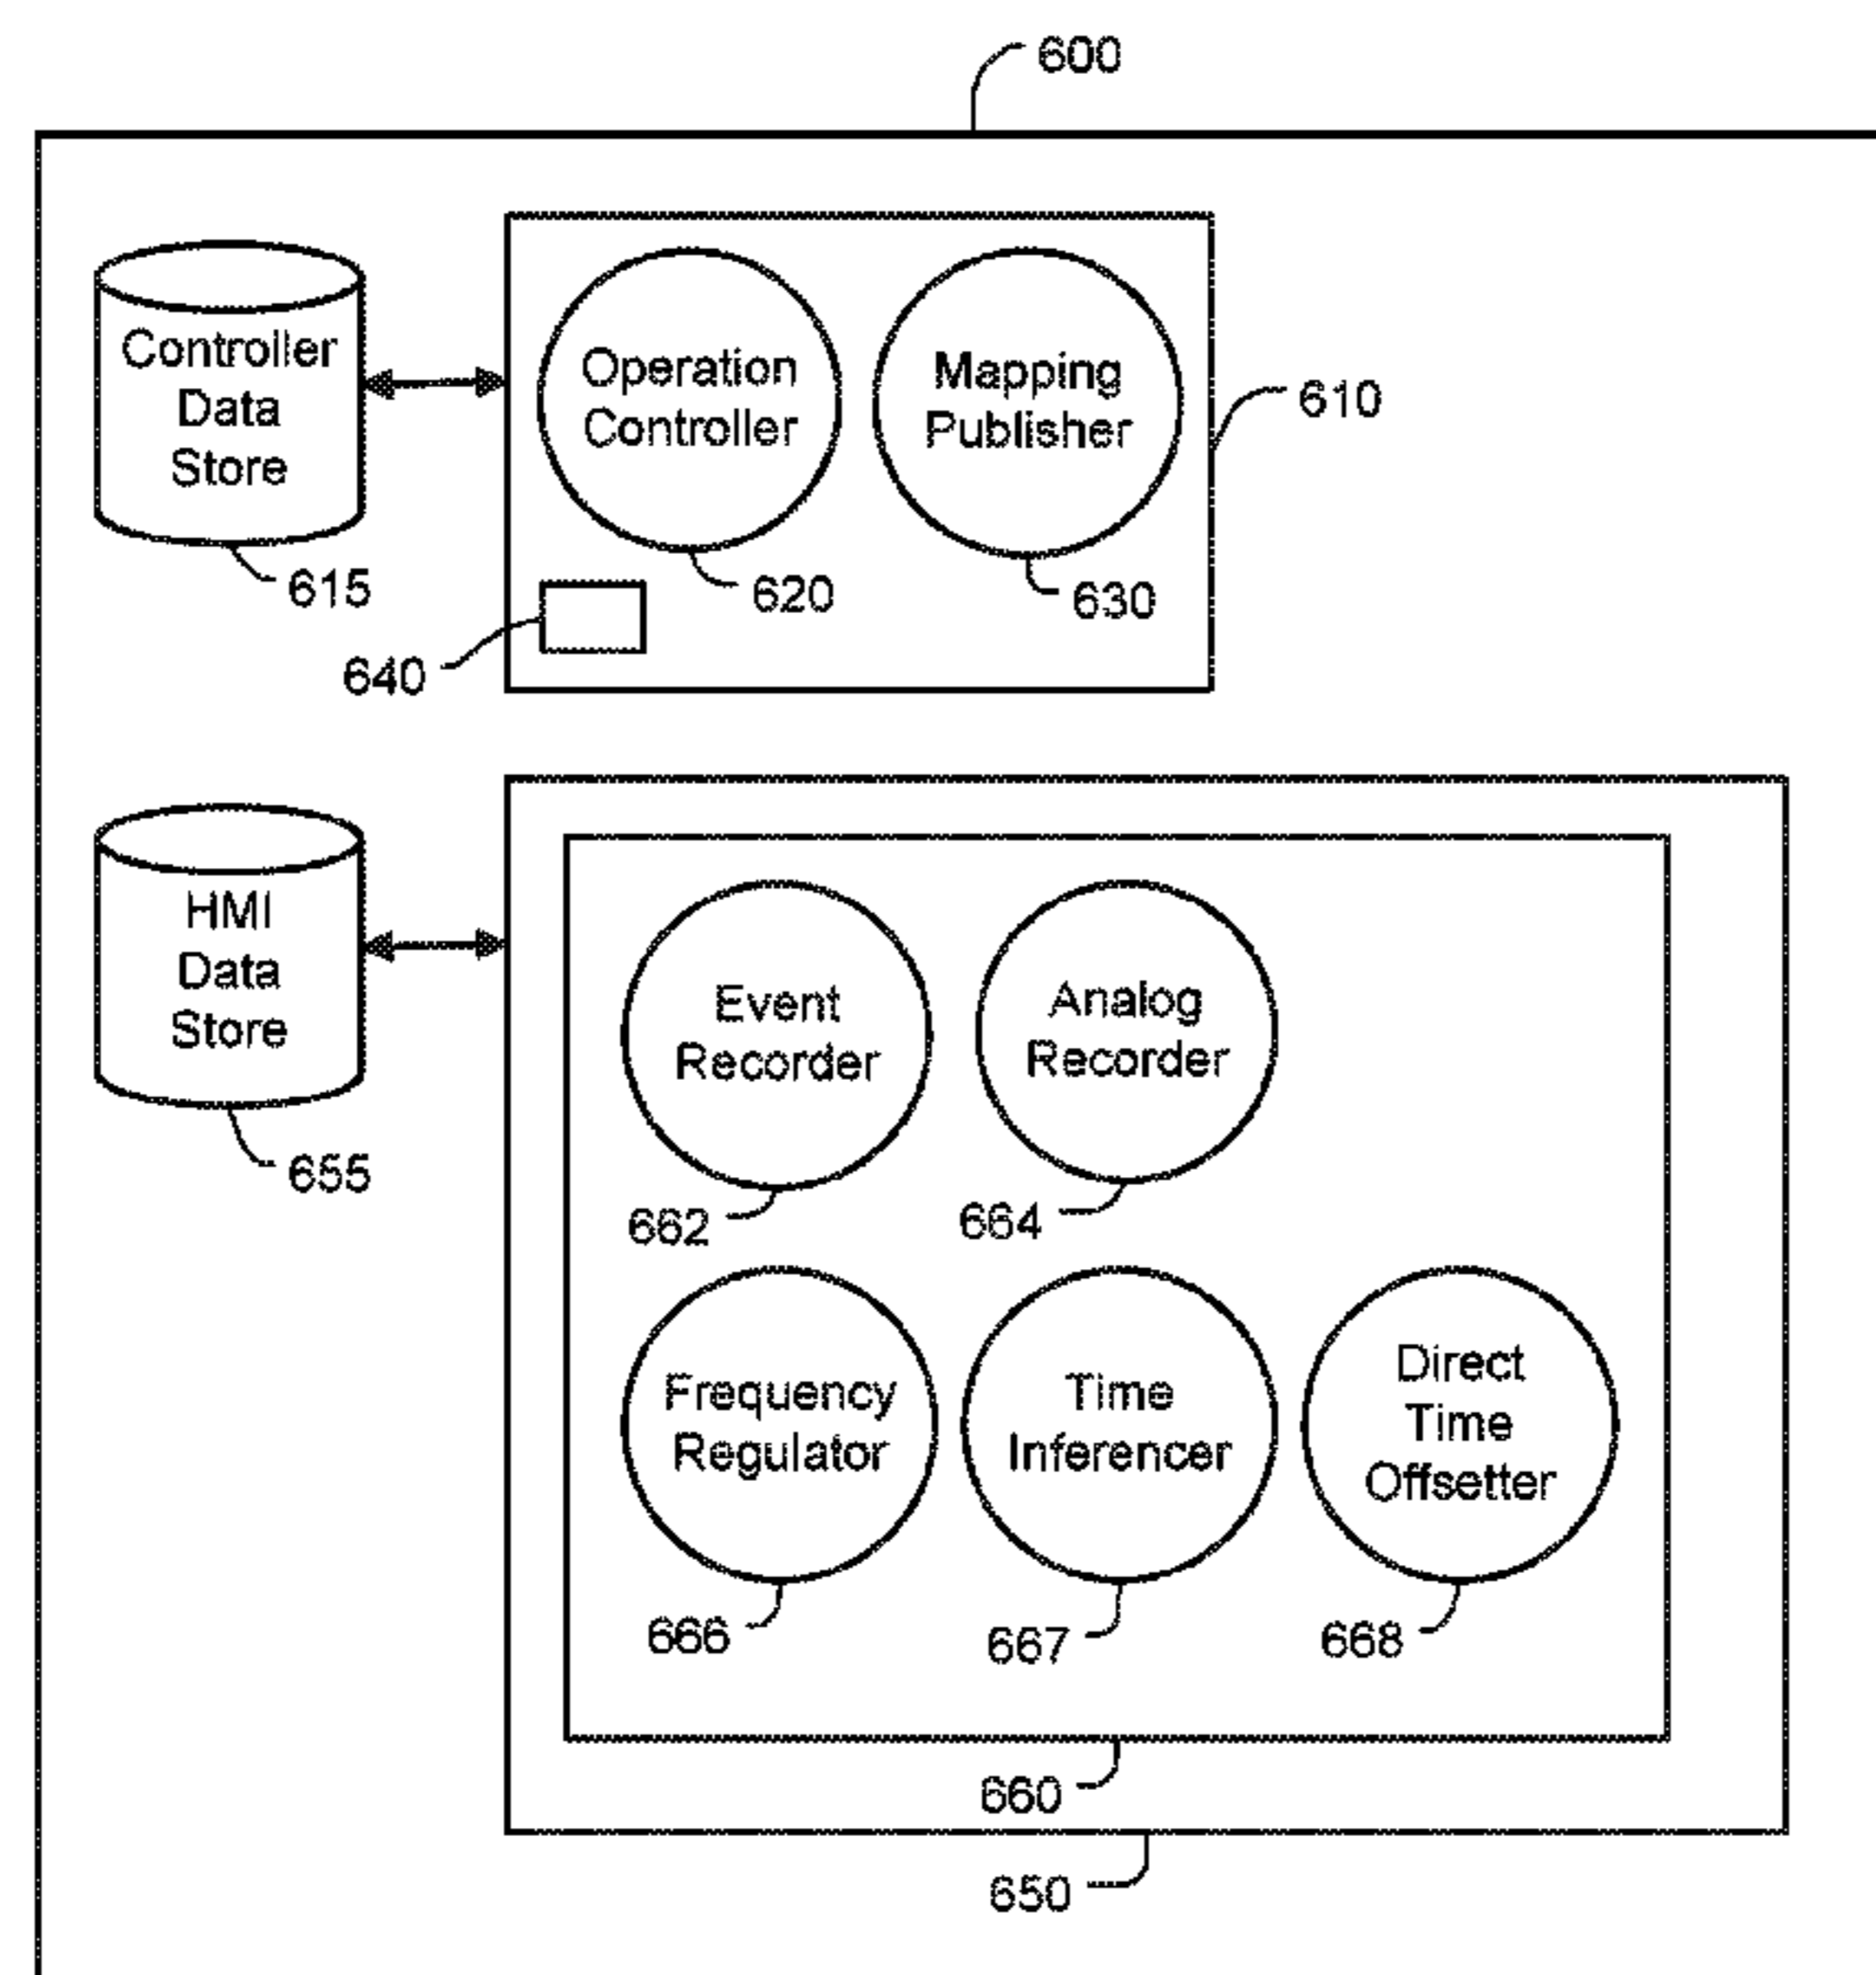 600
Controller
Data
Store
615
Operation
Controller
620
Mapping
Publisher
630
610
640
HMI
Data
Store
655
Event
Recorder
662
Analog
Recorder
664
Frequency
Regulator
666
Time
Inferencer
667
Direct
Time
Offsetter
668
660
650